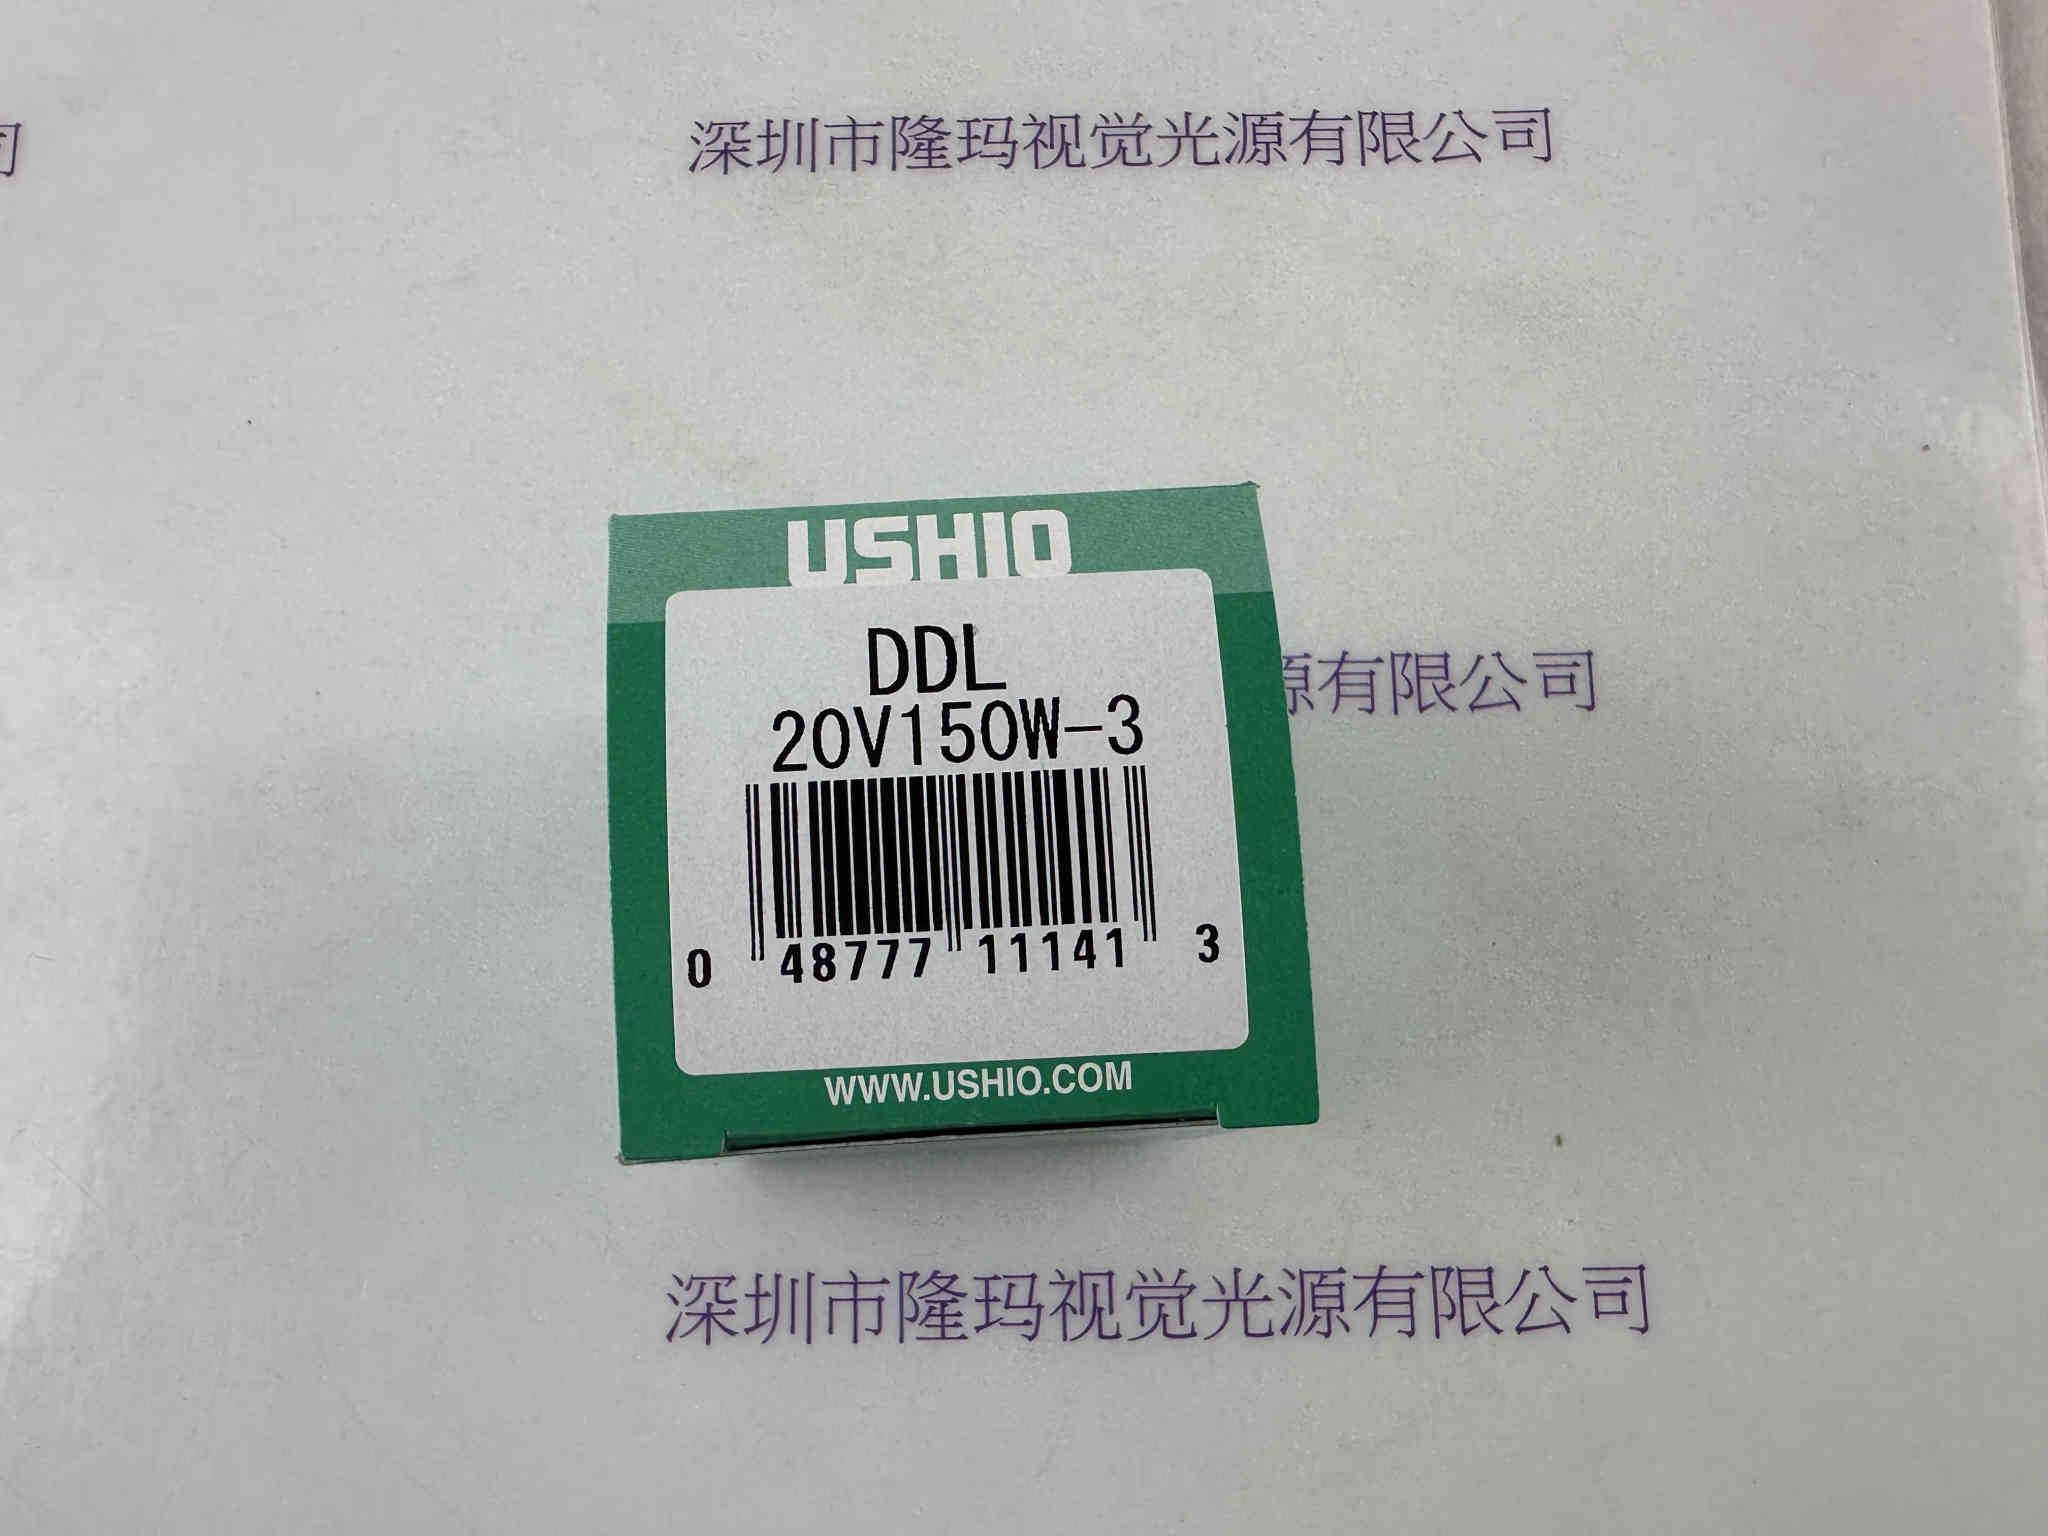 深圳市隆玛视觉光源有限公司
司
USHIO
DDL
20V150W-3
源有限公司
0 48777 11141 3
WWW.USHIO.COM
深圳市隆玛视觉光源有限公司